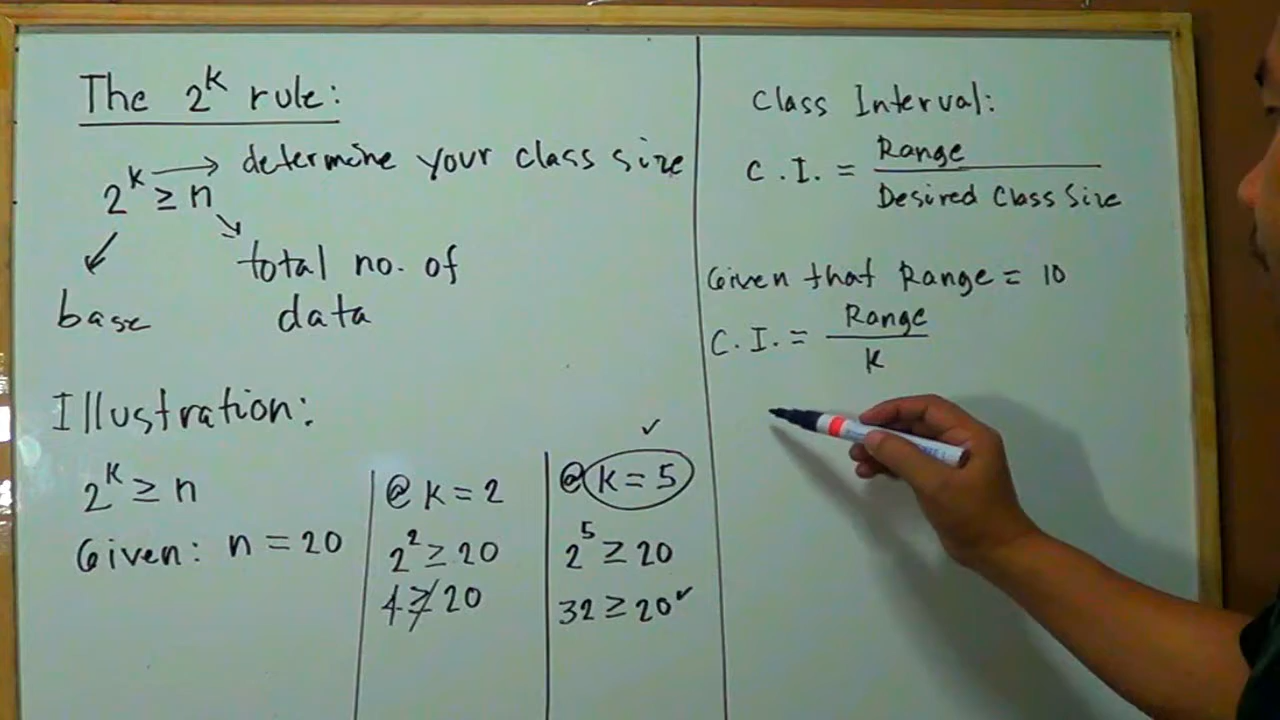 The 2^k rule:
2^k ≥ n → determine your class size
base
total no. of
data
Illustration:
2^k ≥ n
Given: n = 20
@ k = 2
2^2 ≥ 20
4 ≱ 20
✓
@ k = 5
2^5 ≥ 20
32 ≥ 20 ✓
Class Interval:
C.I. = Range / Desired Class Size
Given that Range = 10
C.I. = Range / k